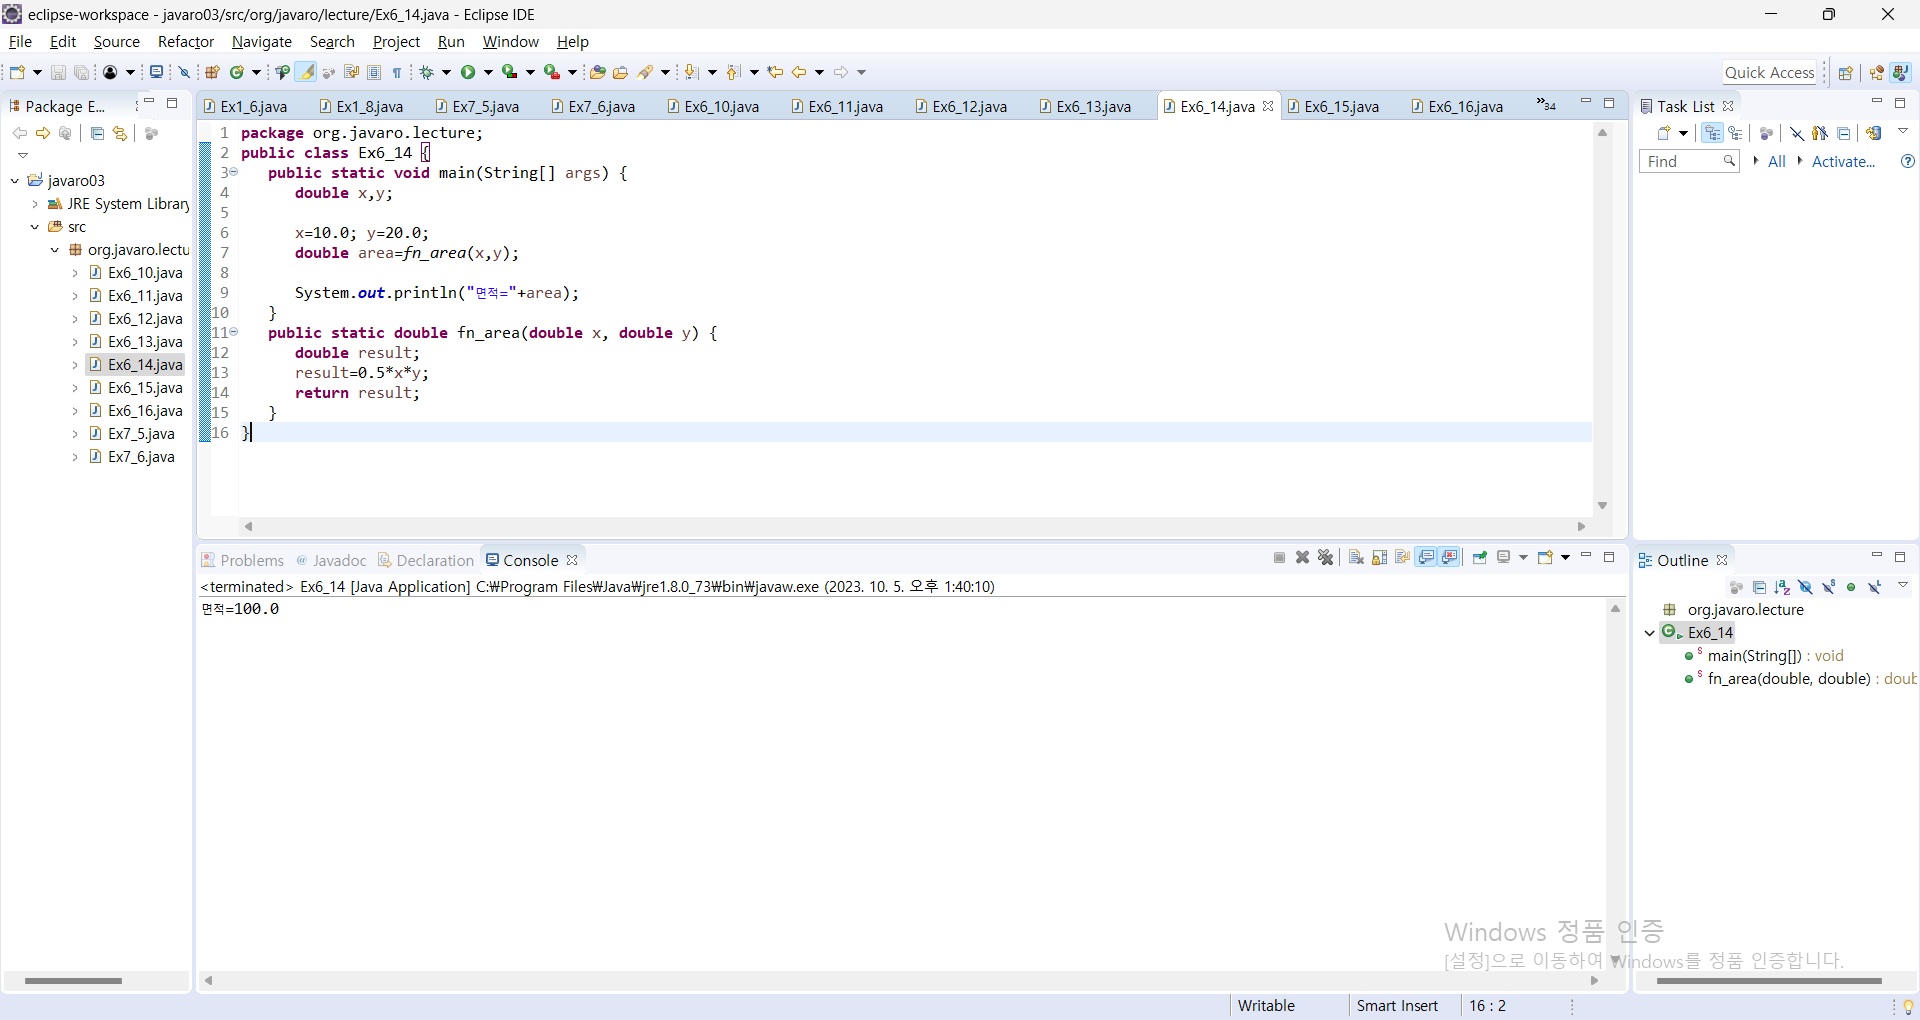 eclipse-workspace - javaro03/src/org/javaro/lecture/Ex6_14.java - Eclipse IDE
File Edit Source Refactor Navigate Search Project Run Window Help
Quick Access
Package E...
Ex1_6.java Ex1_8.java Ex7_5.java Ex7_6.java Ex6_10.java Ex6_11.java Ex6_12.java Ex6_13.java Ex6_14.java Ex6_15.java Ex6_16.java »34
Task List
Find All Activate...
javaro03
JRE System Library
src
org.javaro.lectu
Ex6_10.java
Ex6_11.java
Ex6_12.java
Ex6_13.java
Ex6_14.java
Ex6_15.java
Ex6_16.java
Ex7_5.java
Ex7_6.java
1 package org.javaro.lecture;
2 public class Ex6_14 {
3 public static void main(String[] args) {
4 double x,y;
5
6 x=10.0; y=20.0;
7 double area=fn_area(x,y);
8
9 System.out.println("면적="+area);
10 }
11 public static double fn_area(double x, double y) {
12 double result;
13 result=0.5*x*y;
14 return result;
15 }
16 }
Problems @ Javadoc Declaration Console
<terminated> Ex6_14 [Java Application] C:₩Program Files₩Java₩jre1.8.0_73₩bin₩javaw.exe (2023. 10. 5. 오후 1:40:10)
면적=100.0
Outline
org.javaro.lecture
Ex6_14
main(String[]) : void
fn_area(double, double) : doub
Windows 정품 인증
[설정]으로 이동하여 Windows를 정품 인증합니다.
Writable Smart Insert 16 : 2